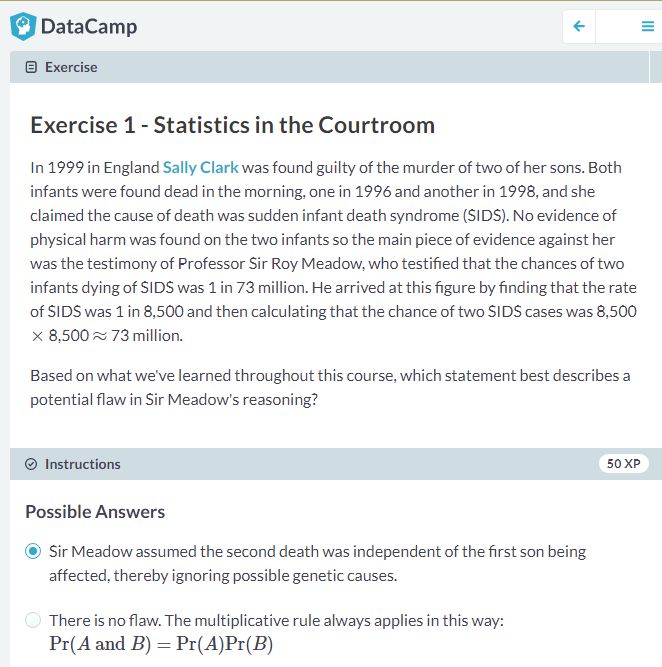 DataCamp
Exercise
Exercise 1 - Statistics in the Courtroom
In 1999 in England Sally Clark was found guilty of the murder of two of her sons. Both
infants were found dead in the morning, one in 1996 and another in 1998, and she
claimed the cause of death was sudden infant death syndrome (SIDS). No evidence of
physical harm was found on the two infants so the main piece of evidence against her
was the testimony of Professor Sir Roy Meadow, who testified that the chances of two
infants dying of SIDS was 1 in 73 million. He arrived at this figure by finding that the rate
of SIDS was 1 in 8,500 and then calculating that the chance of two SIDS cases was 8,500
× 8,500 ≈ 73 million.
Based on what we've learned throughout this course, which statement best describes a
potential flaw in Sir Meadow's reasoning?
Instructions
50 XP
Possible Answers
Sir Meadow assumed the second death was independent of the first son being
affected, thereby ignoring possible genetic causes.
There is no flaw. The multiplicative rule always applies in this way:
Pr(A and B) = Pr(A)Pr(B)